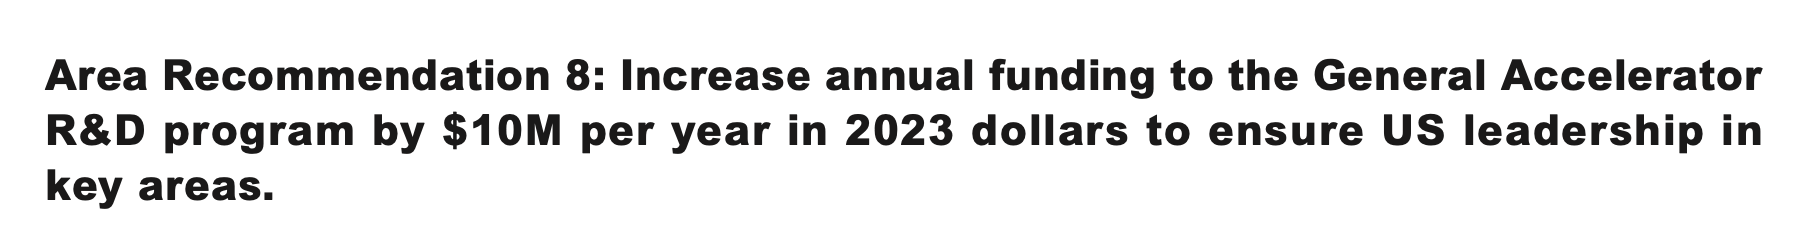 Area Recommendation 8: Increase annual funding to the General Accelerator
R&D program by $10M per year in 2023 dollars to ensure US leadership in
key areas.